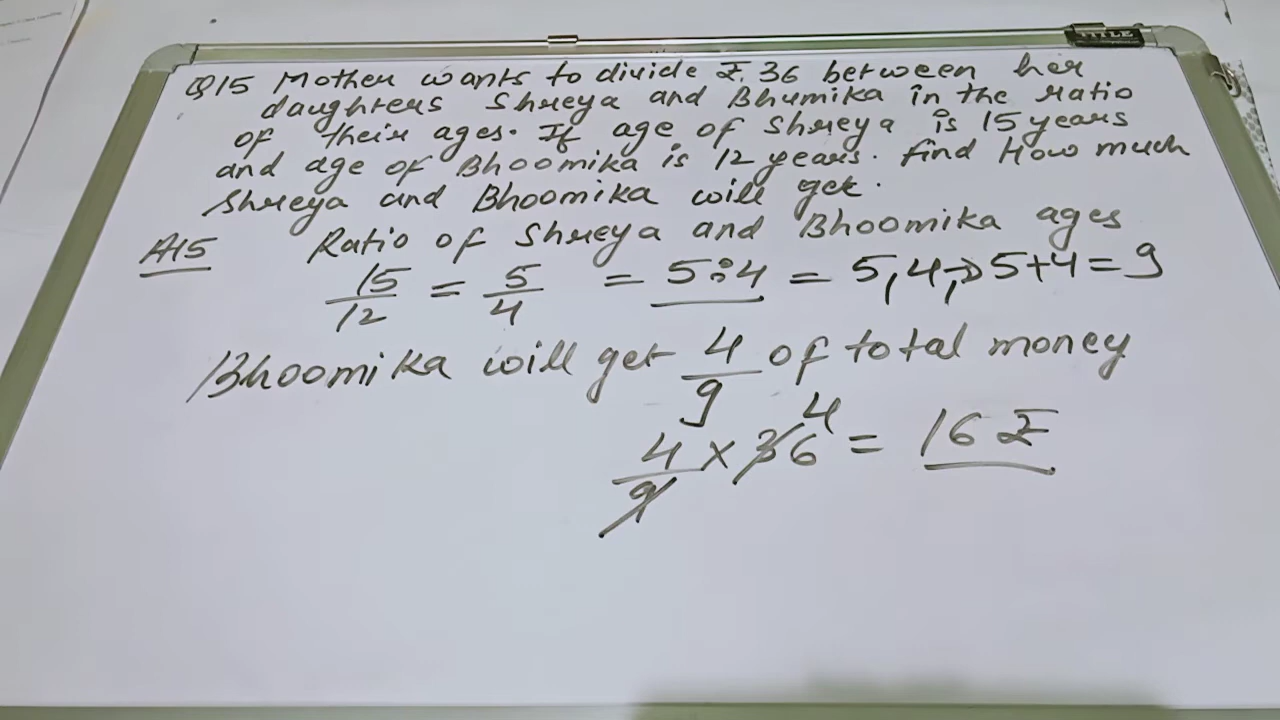 Q15 Mother wants to divide ₹.36 between her
daughters Shreya and Bhumika in the ratio
of their ages. If age of Shreya is 15 years
and age of Bhoomika is 12 years. find How much
Shreya and Bhoomika will get.
A15 Ratio of Shreya and Bhoomika ages
15/12 = 5/4 = 5:4 = 5,4,→5+4=9
Bhoomika will get 4/9 of total money
4/9 × 36 4 = 16 ₹